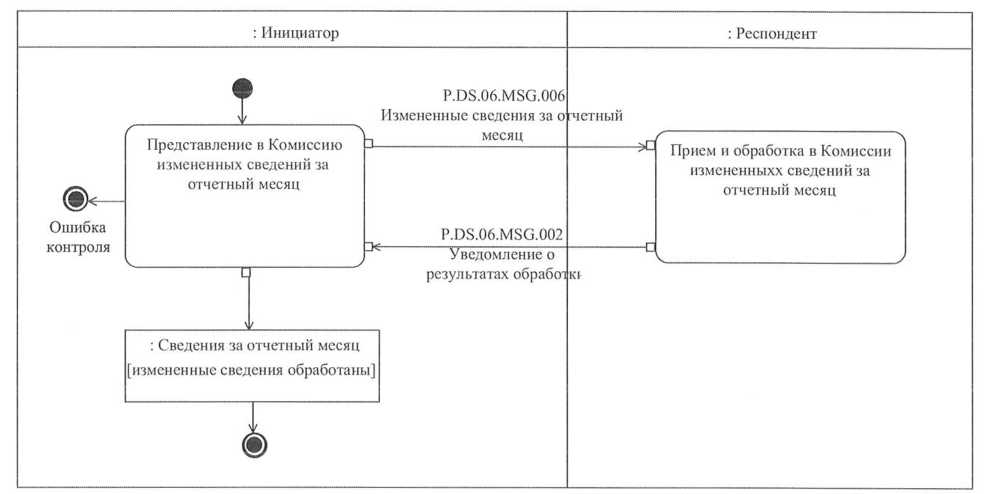 : Инициатор
: Респондент
P.DS.06.MSG.006
Измененные сведения за отчетный
месяц
Представление в Комиссию
измененных сведений за
отчетный месяц
Прием и обработка в Комиссии
измененныхх сведений за
отчетный месяц
Ошибка
контроля
P.DS.06.MSG.002
Уведомление о
результатах обработки
: Сведения за отчетный месяц
[измененные сведения обработаны]